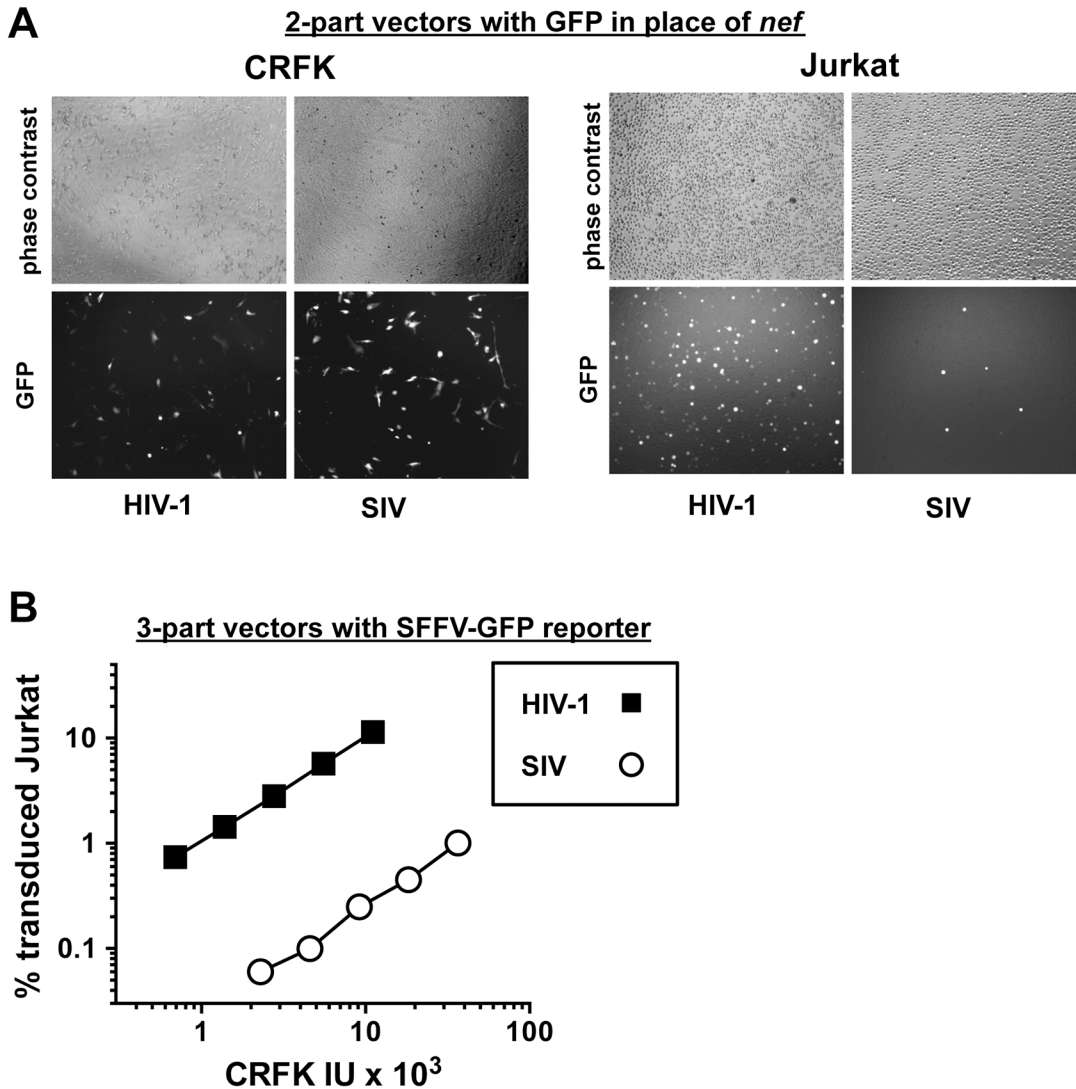 A
2-part vectors with GFP in place of nef
CRFK
Jurkat
phase contrast
phase contrast
GFP
GFP
HIV-1
SIV
HIV-1
SIV
B
3-part vectors with SFFV-GFP reporter
HIV-1
SIV
% transduced Jurkat
10
1
0.1
1
10
100
CRFK IU x 10³